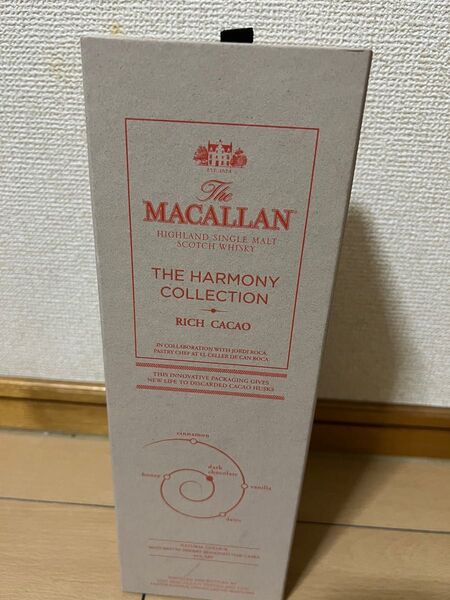 EST. 1824
The
MACALLAN
HIGHLAND SINGLE MALT
SCOTCH WHISKY
THE HARMONY
COLLECTION
RICH CACAO
IN COLLABORATION WITH JORDI ROCA,
PASTRY CHEF AT EL CELLER DE CAN ROCA
THIS INNOVATIVE PACKAGING GIVES
NEW LIFE TO DISCARDED CACAO HUSKS
cinnamon
dark
chocolate
honey
vanilla
dates
NATURAL COLOUR